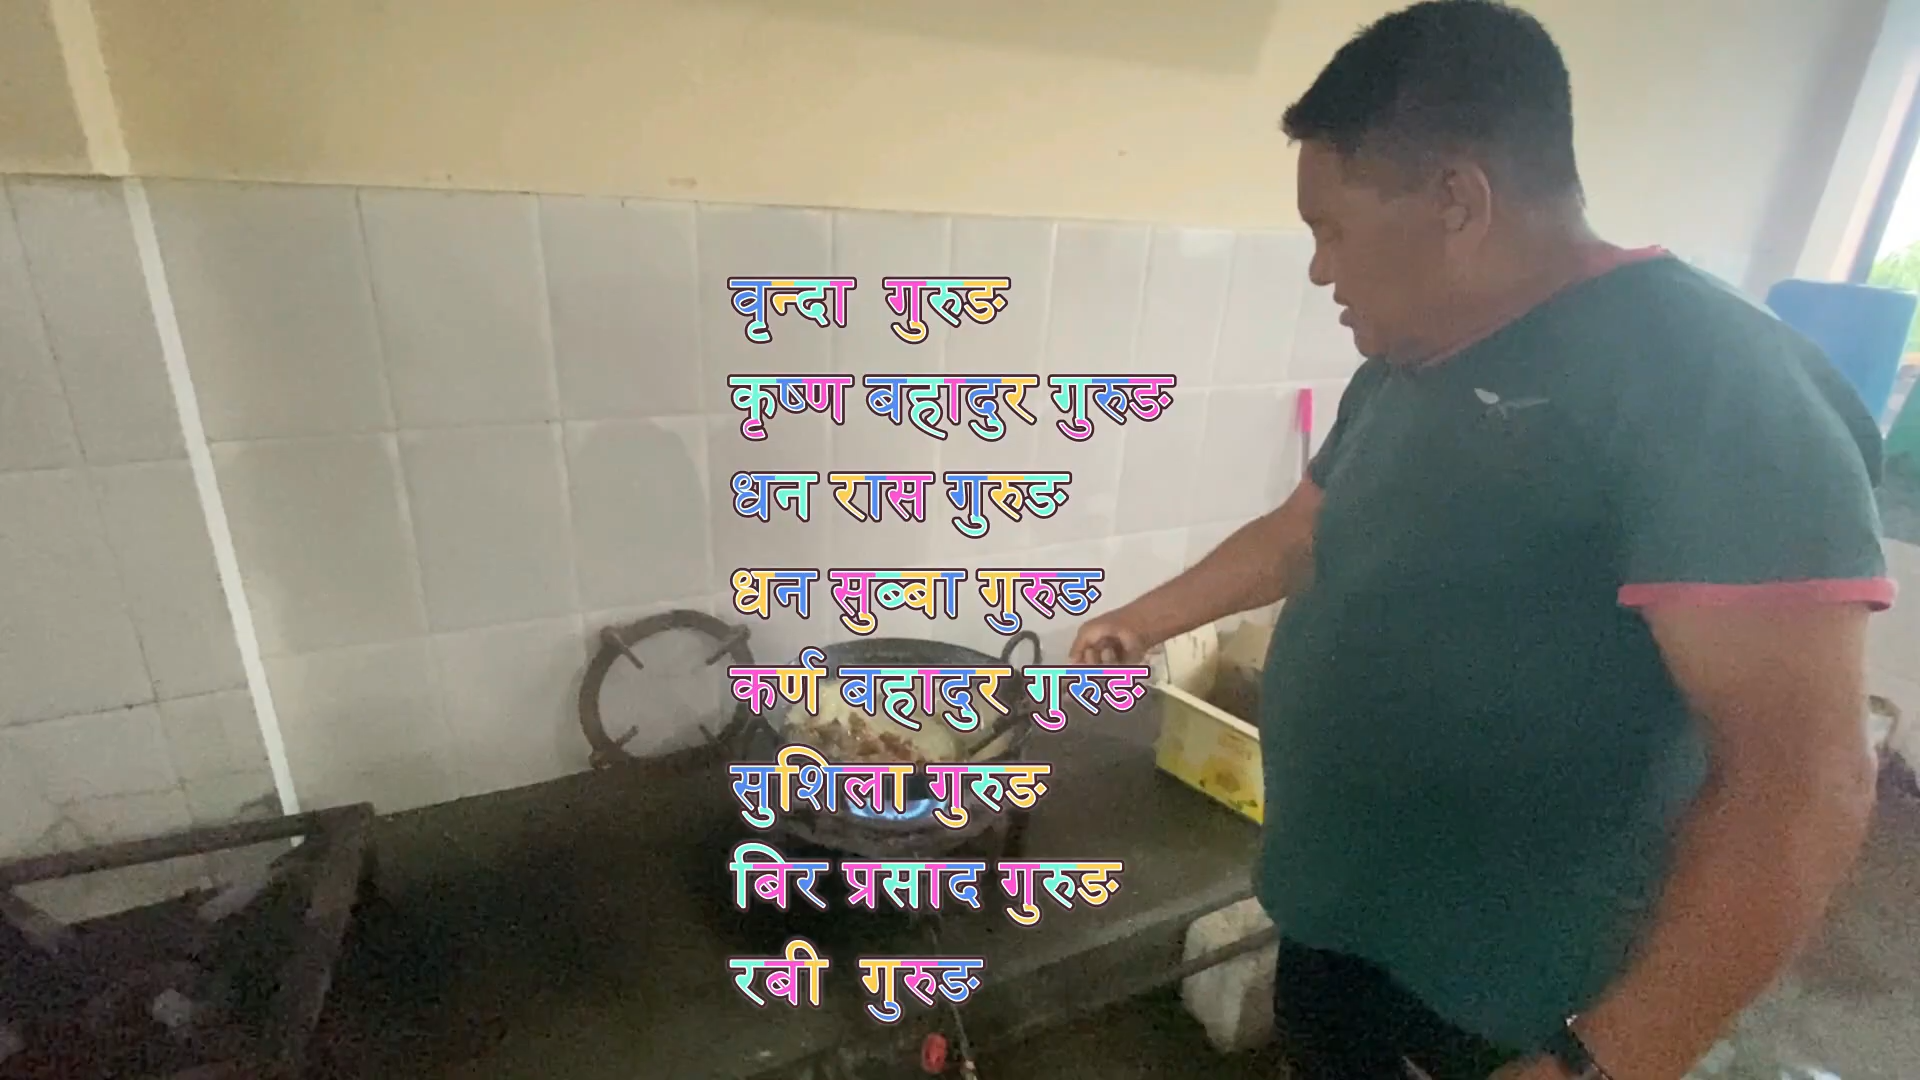 वृन्दा गुरुङ
कृष्ण बहादुर गुरुङ
धन रास गुरुङ
धन सुब्बा गुरुङ
कर्ण बहादुर गुरुङ
सुशिला गुरुङ
बिर प्रसाद गुरुङ
रबी गुरुङ